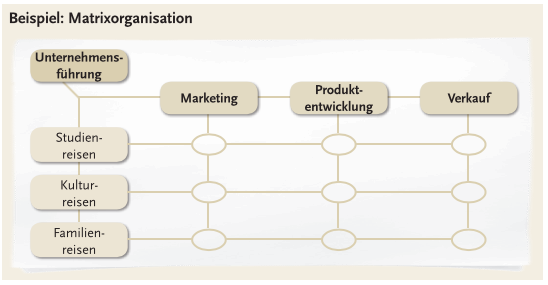 Beispiel: Matrixorganisation
Unternehmens-
führung
Marketing
Produkt-
entwicklung
Verkauf
Studien-
reisen
Kultur-
reisen
Familien-
reisen